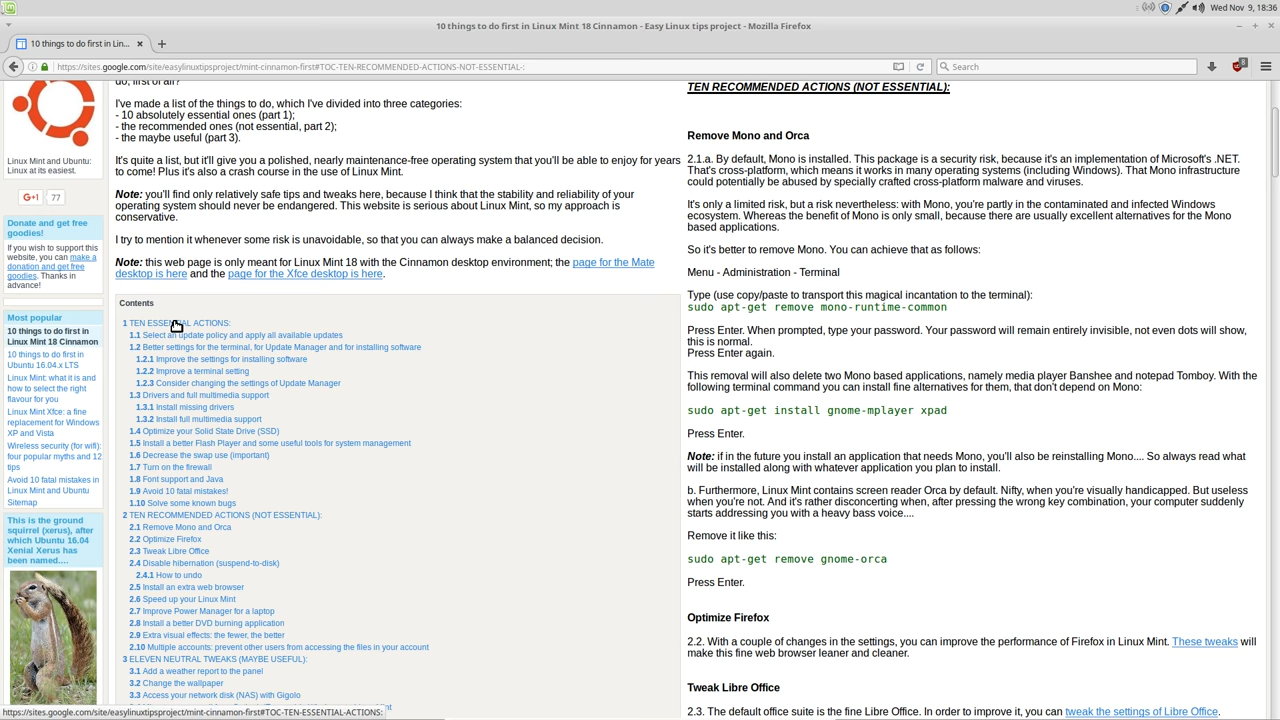 Wed Nov 9, 18:36
10 things to do first in Linux Mint 18 Cinnamon - Easy Linux tips project - Mozilla Firefox
10 things to do first in Lin...
https://sites.google.com/site/easylinuxtipsproject/mint-cinnamon-first#TOC-TEN-RECOMMENDED-ACTIONS-NOT-ESSENTIAL-:
Search
8
Linux Mint and Ubuntu:
Linux at its easiest.
G+1 77
Donate and get free
goodies!
If you wish to support this
website, you can make a
donation and get free
goodies. Thanks in
advance!
Most popular
10 things to do first in
Linux Mint 18 Cinnamon
10 things to do first in
Ubuntu 16.04.x LTS
Linux Mint: what it is and
how to select the right
flavour for you
Linux Mint Xfce: a fine
replacement for Windows
XP and Vista
Wireless security (for wifi):
four popular myths and 12
tips
Avoid 10 fatal mistakes in
Linux Mint and Ubuntu
Sitemap
This is the ground
squirrel (xerus), after
which Ubuntu 16.04
Xenial Xerus has
been named....
do, first of all?
I've made a list of the things to do, which I've divided into three categories:
- 10 absolutely essential ones (part 1);
- the recommended ones (not essential, part 2);
- the maybe useful (part 3).
It's quite a list, but it'll give you a polished, nearly maintenance-free operating system that you'll be able to enjoy for years
to come! Plus it's also a crash course in the use of Linux Mint.
Note: you'll find only relatively safe tips and tweaks here, because I think that the stability and reliability of your
operating system should never be endangered. This website is serious about Linux Mint, so my approach is
conservative.
I try to mention it whenever some risk is unavoidable, so that you can always make a balanced decision.
Note: this web page is only meant for Linux Mint 18 with the Cinnamon desktop environment; the page for the Mate
desktop is here and the page for the Xfce desktop is here.
Contents
1 TEN ESSENTIAL ACTIONS:
1.1 Select an update policy and apply all available updates
1.2 Better settings for the terminal, for Update Manager and for installing software
1.2.1 Improve the settings for installing software
1.2.2 Improve a terminal setting
1.2.3 Consider changing the settings of Update Manager
1.3 Drivers and full multimedia support
1.3.1 Install missing drivers
1.3.2 Install full multimedia support
1.4 Optimize your Solid State Drive (SSD)
1.5 Install a better Flash Player and some useful tools for system management
1.6 Decrease the swap use (important)
1.7 Turn on the firewall
1.8 Font support and Java
1.9 Avoid 10 fatal mistakes!
1.10 Solve some known bugs
2 TEN RECOMMENDED ACTIONS (NOT ESSENTIAL):
2.1 Remove Mono and Orca
2.2 Optimize Firefox
2.3 Tweak Libre Office
2.4 Disable hibernation (suspend-to-disk)
2.4.1 How to undo
2.5 Install an extra web browser
2.6 Speed up your Linux Mint
2.7 Improve Power Manager for a laptop
2.8 Install a better DVD burning application
2.9 Extra visual effects: the fewer, the better
2.10 Multiple accounts: prevent other users from accessing the files in your account
3 ELEVEN NEUTRAL TWEAKS (MAYBE USEFUL):
3.1 Add a weather report to the panel
3.2 Change the wallpaper
3.3 Access your network disk (NAS) with Gigolo
https://sites.google.com/site/easylinuxtipsproject/mint-cinnamon-first#TOC-TEN-ESSENTIAL-ACTIONS:
TEN RECOMMENDED ACTIONS (NOT ESSENTIAL):
Remove Mono and Orca
2.1.a. By default, Mono is installed. This package is a security risk, because it's an implementation of Microsoft's .NET.
That's cross-platform, which means it works in many operating systems (including Windows). That Mono infrastructure
could potentially be abused by specially crafted cross-platform malware and viruses.
It's only a limited risk, but a risk nevertheless: with Mono, you're partly in the contaminated and infected Windows
ecosystem. Whereas the benefit of Mono is only small, because there are usually excellent alternatives for the Mono
based applications.
So it's better to remove Mono. You can achieve that as follows:
Menu - Administration - Terminal
Type (use copy/paste to transport this magical incantation to the terminal):
sudo apt-get remove mono-runtime-common
Press Enter. When prompted, type your password. Your password will remain entirely invisible, not even dots will show,
this is normal.
Press Enter again.
This removal will also delete two Mono based applications, namely media player Banshee and notepad Tomboy. With the
following terminal command you can install fine alternatives for them, that don't depend on Mono:
sudo apt-get install gnome-mplayer xpad
Press Enter.
Note: if in the future you install an application that needs Mono, you'll also be reinstalling Mono.... So always read what
will be installed along with whatever application you plan to install.
b. Furthermore, Linux Mint contains screen reader Orca by default. Nifty, when you're visually handicapped. But useless
when you're not. And it's rather disconcerting when, after pressing the wrong key combination, your computer suddenly
starts addressing you with a heavy bass voice....
Remove it like this:
sudo apt-get remove gnome-orca
Press Enter.
Optimize Firefox
2.2. With a couple of changes in the settings, you can improve the performance of Firefox in Linux Mint. These tweaks will
make this fine web browser leaner and cleaner.
Tweak Libre Office
2.3. The default office suite is the fine Libre Office. In order to improve it, you can tweak the settings of Libre Office.